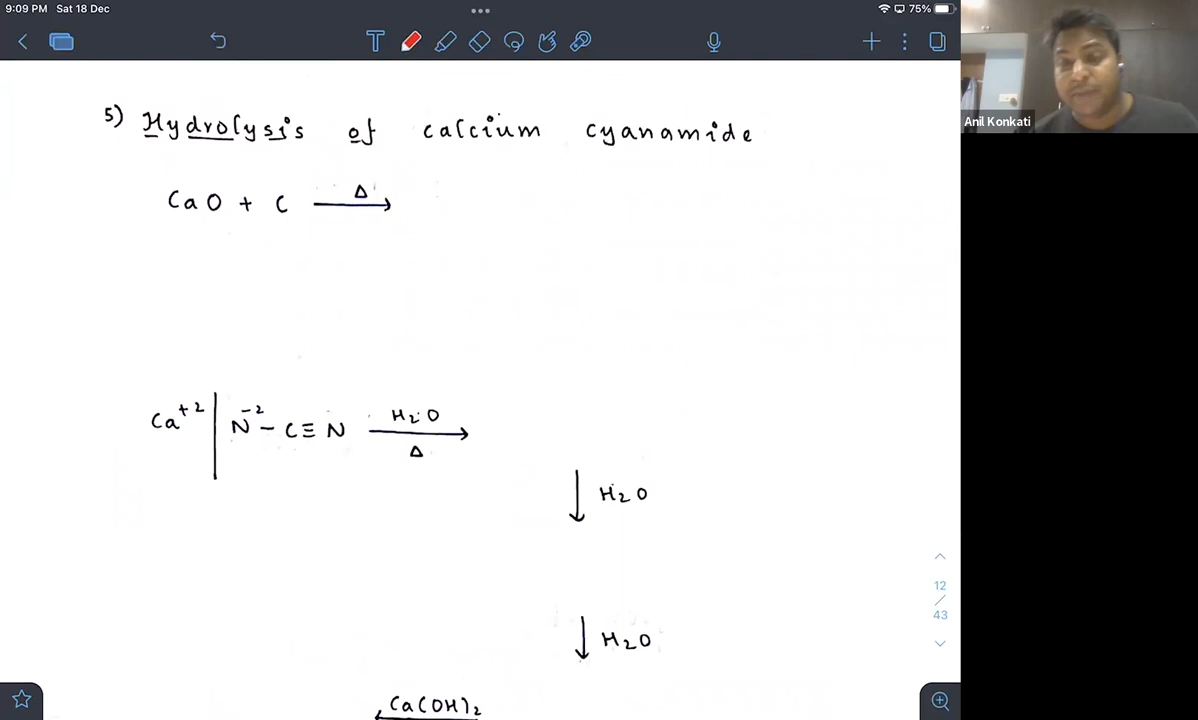 9:09 PM Sat 18 Dec
75%
T
Anil Konkati
5) Hydrolysis of calcium cyanamide
CaO + C Δ→
Ca+2 | N-2 – C≡N H2O→ Δ
↓ H2O
12
/
43
↓ H2O
Ca(OH)2